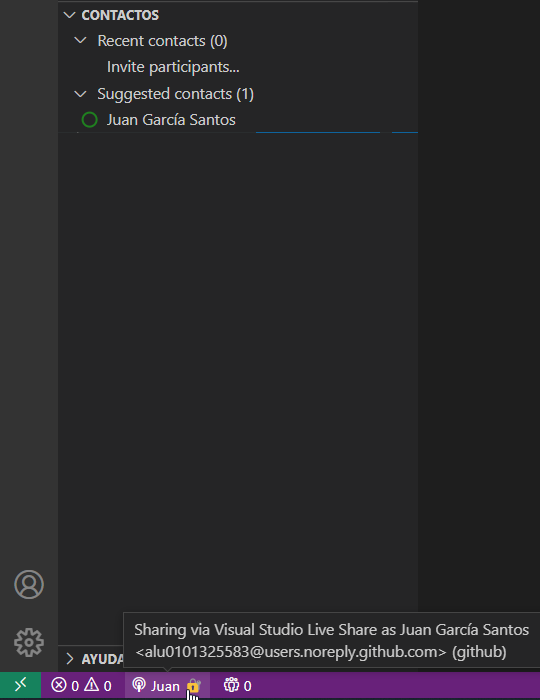 CONTACTOS
Recent contacts (0)
Invite participants...
Suggested contacts (1)
Juan García Santos
Sharing via Visual Studio Live Share as Juan García Santos
<alu0101325583@users.noreply.github.com> (github)
AYUDA
0 0 Juan 0